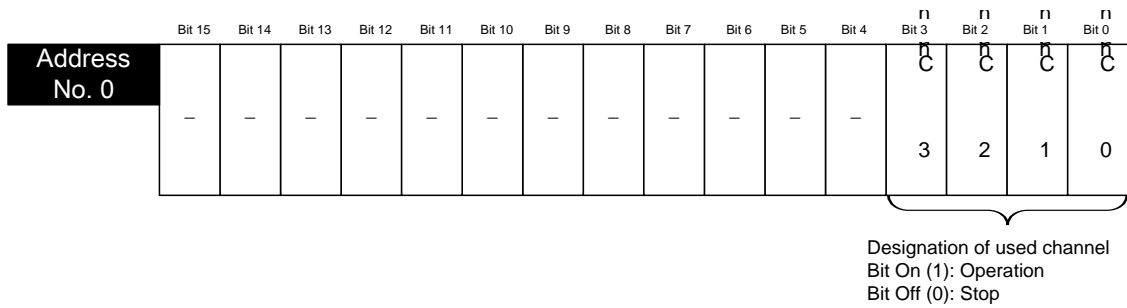 Bit 15 Bit 14 Bit 13 Bit 12 Bit 11 Bit 10 Bit 9 Bit 8 Bit 7 Bit 6 Bit 5 Bit 4 Bit 3 Bit 2 Bit 1 Bit 0
Address
No. 0
– – – – – – – – – – – –
C C C C
3 2 1 0
Designation of used channel
Bit On (1): Operation
Bit Off (0): Stop